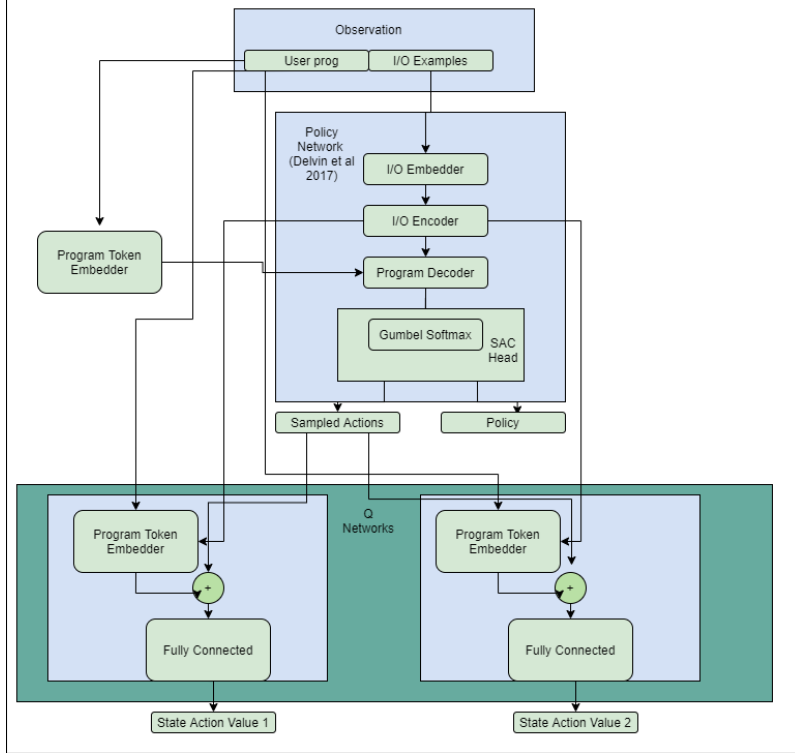 Observation
User prog
I/O Examples
Policy
Network
(Delvin et al
2017)
I/O Embedder
I/O Encoder
Program Token
Embedder
Program Decoder
Gumbel Softmax
SAC
Head
Sampled Actions
Policy
Q
Networks
Program Token
Embedder
+
Fully Connected
State Action Value 1
Program Token
Embedder
+
Fully Connected
State Action Value 2